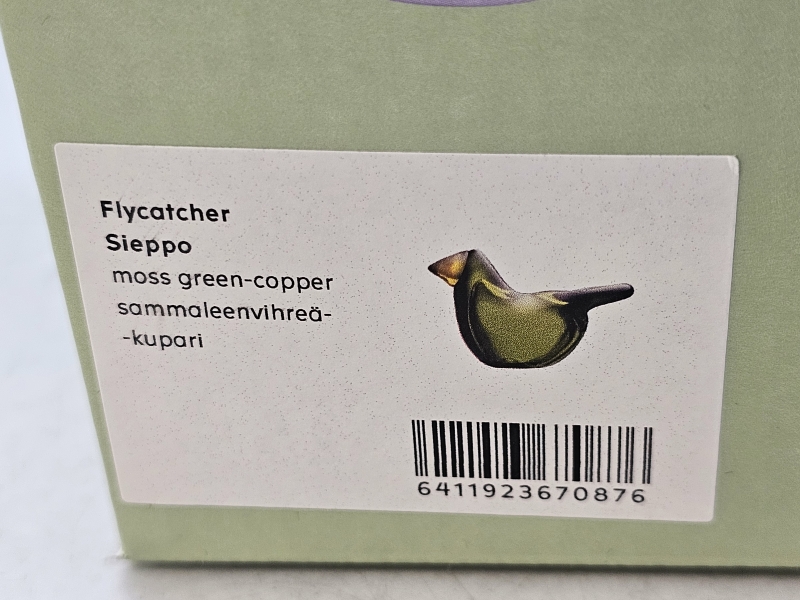 Flycatcher
Sieppo
moss green-copper
sammaleenvihreä-
-kupari
6411923670876